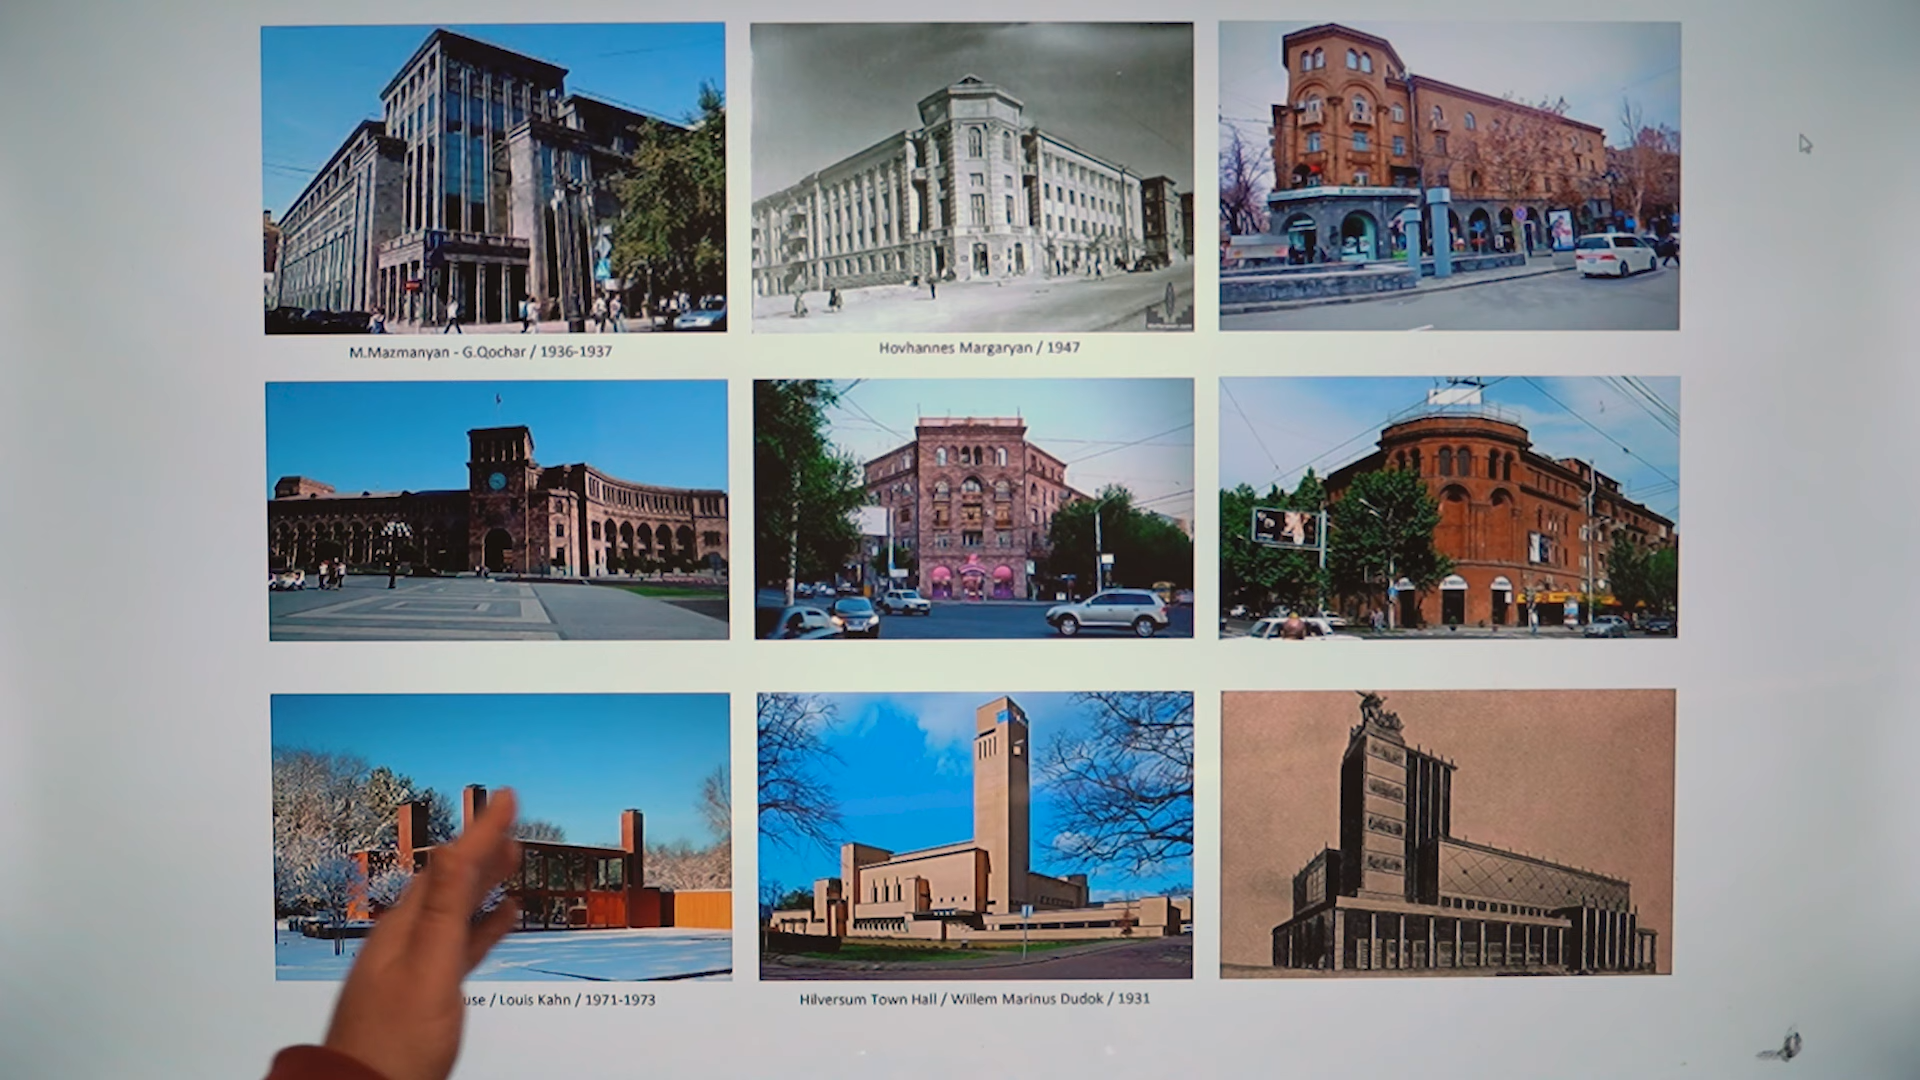 M.Mazmanyan - G.Qochar / 1936-1937
Hovhannes Margaryan / 1947
use / Louis Kahn / 1971-1973
Hilversum Town Hall / Willem Marinus Dudok / 1931